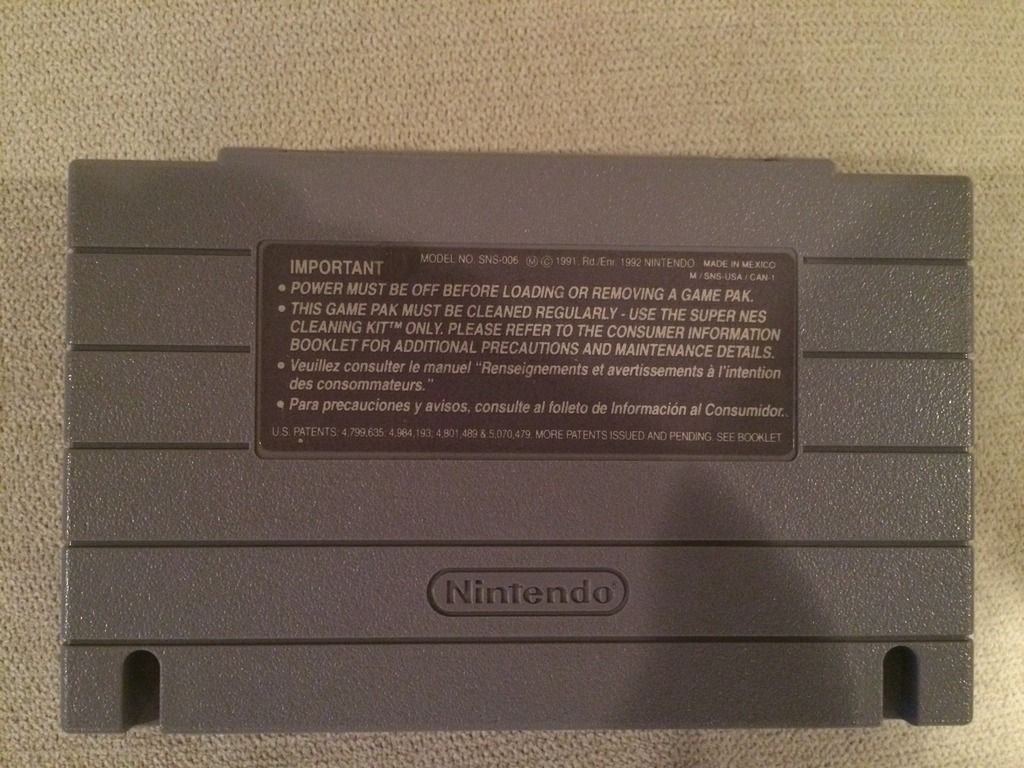 IMPORTANT MODEL NO. SNS-006 Ⓜ © 1991. Rd./Enr. 1992 NINTENDO MADE IN MEXICO
M / SNS-USA / CAN-1
• POWER MUST BE OFF BEFORE LOADING OR REMOVING A GAME PAK.
• THIS GAME PAK MUST BE CLEANED REGULARLY - USE THE SUPER NES
CLEANING KIT™ ONLY. PLEASE REFER TO THE CONSUMER INFORMATION
BOOKLET FOR ADDITIONAL PRECAUTIONS AND MAINTENANCE DETAILS.
• Veuillez consulter le manuel "Renseignements et avertissements à l'intention
des consommateurs."
• Para precauciones y avisos, consulte al folleto de Información al Consumidor.
U.S. PATENTS: 4,799,635; 4,984,193; 4,801,489 & 5,070,479. MORE PATENTS ISSUED AND PENDING. SEE BOOKLET
Nintendo